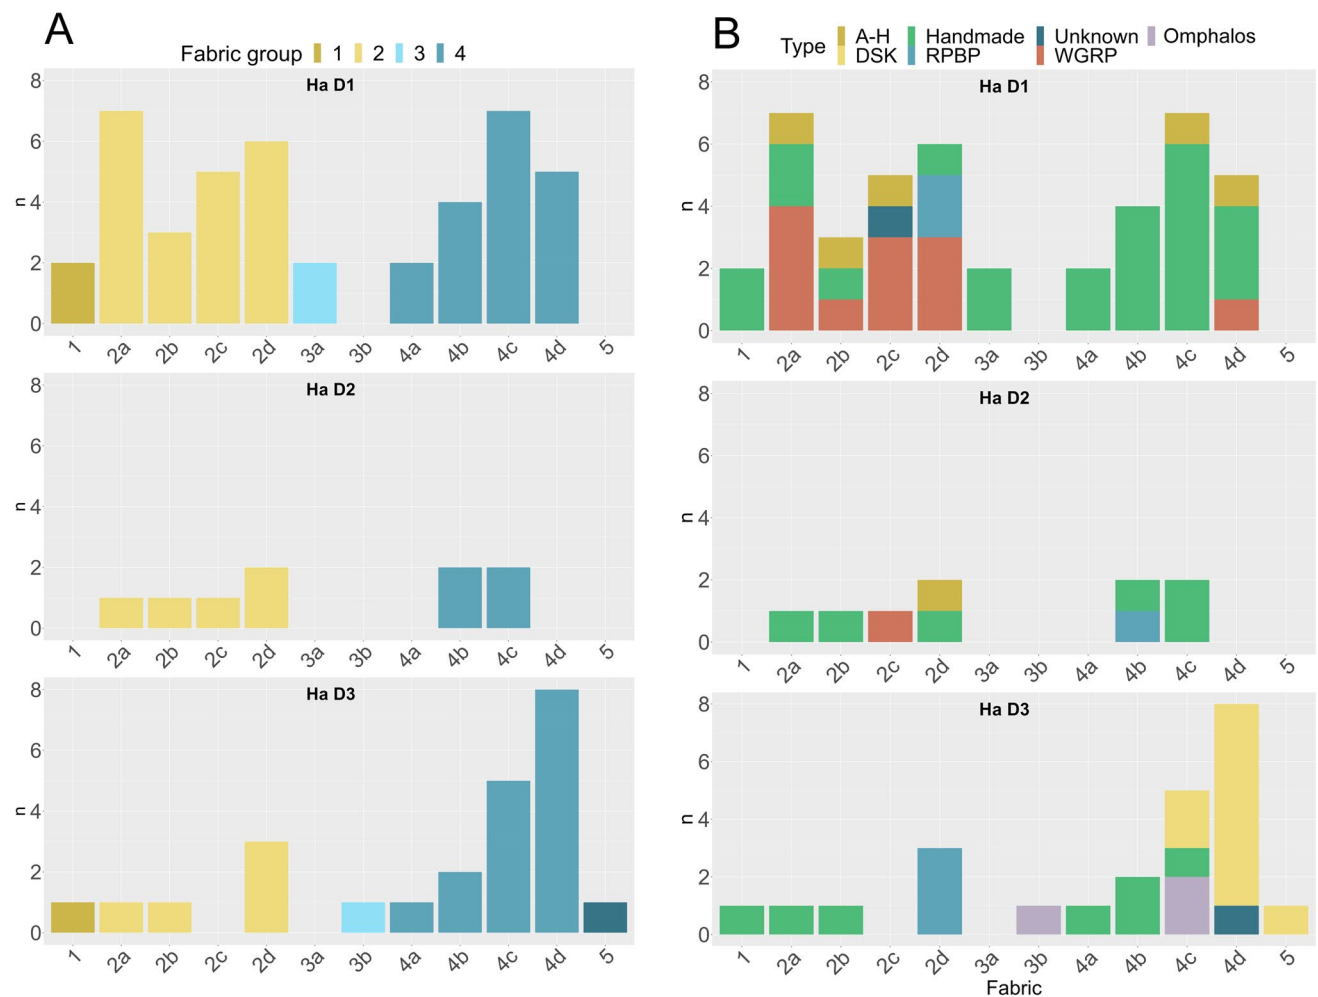 A
Fabric group 1 2 3 4
Ha D1
8
6
n
4
2
0
1 2a 2b 2c 2d 3a 3b 4a 4b 4c 4d 5
Ha D2
8
6
n
4
2
0
1 2a 2b 2c 2d 3a 3b 4a 4b 4c 4d 5
Ha D3
8
6
n
4
2
0
1 2a 2b 2c 2d 3a 3b 4a 4b 4c 4d 5
B
Type A-H Handmade Unknown Omphalos
DSK RPBP WGRP
Ha D1
8
6
n
4
2
0
1 2a 2b 2c 2d 3a 3b 4a 4b 4c 4d 5
Ha D2
8
6
n
4
2
0
1 2a 2b 2c 2d 3a 3b 4a 4b 4c 4d 5
Ha D3
8
6
n
4
2
0
1 2a 2b 2c 2d 3a 3b 4a 4b 4c 4d 5
Fabric